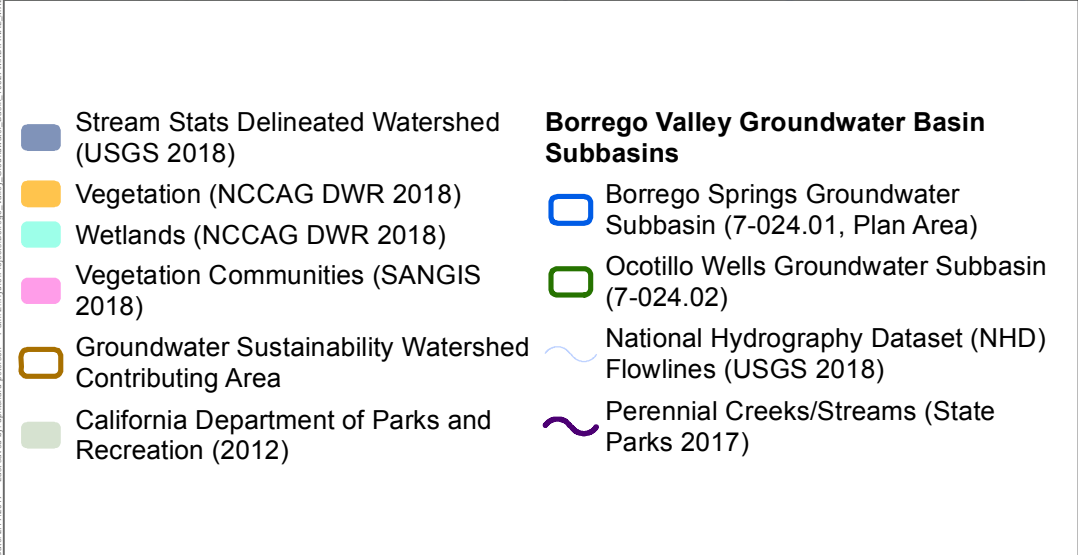 Stream Stats Delineated Watershed
(USGS 2018)
Vegetation (NCCAG DWR 2018)
Wetlands (NCCAG DWR 2018)
Vegetation Communities (SANGIS
2018)
Groundwater Sustainability Watershed
Contributing Area
California Department of Parks and
Recreation (2012)
Borrego Valley Groundwater Basin
Subbasins
Borrego Springs Groundwater
Subbasin (7-024.01, Plan Area)
Ocotillo Wells Groundwater Subbasin
(7-024.02)
National Hydrography Dataset (NHD)
Flowlines (USGS 2018)
Perennial Creeks/Streams (State
Parks 2017)